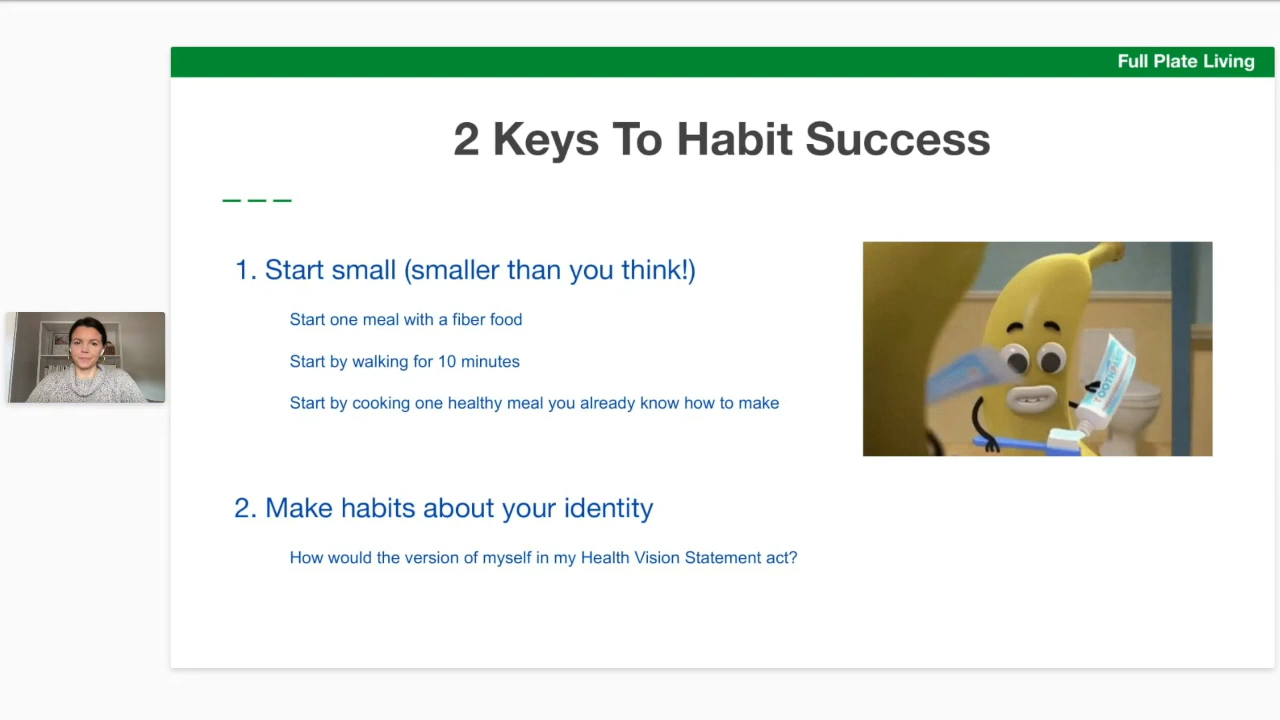 Full Plate Living
2 Keys To Habit Success
1. Start small (smaller than you think!)
Start one meal with a fiber food
Start by walking for 10 minutes
Start by cooking one healthy meal you already know how to make
TOOTHPASTE
2. Make habits about your identity
How would the version of myself in my Health Vision Statement act?